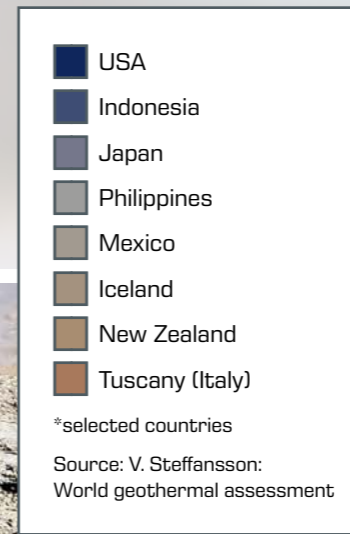 USA
Indonesia
Japan
Philippines
Mexico
Iceland
New Zealand
Tuscany (Italy)
*selected countries
Source: V. Steffansson:
World geothermal assessment